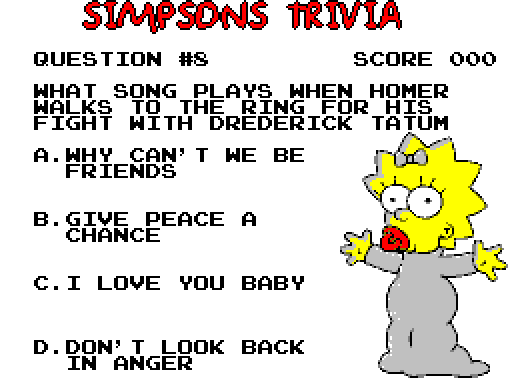 SIMPSONS TRIVIA
QUESTION #8 SCORE 000
WHAT SONG PLAYS WHEN HOMER
WALKS TO THE RING FOR HIS
FIGHT WITH DREDERICK TATUM
A.WHY CAN'T WE BE
FRIENDS
B.GIVE PEACE A
CHANCE
C.I LOVE YOU BABY
D.DON'T LOOK BACK
IN ANGER